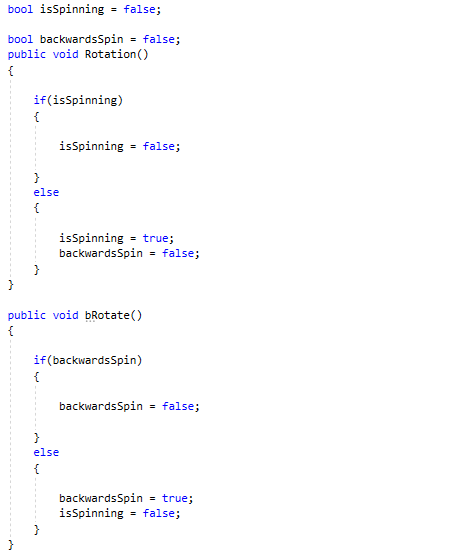 bool isSpinning = false;
bool backwardsSpin = false;
public void Rotation()
{
if(isSpinning)
{
isSpinning = false;
}
else
{
isSpinning = true;
backwardsSpin = false;
}
}
public void bRotate()
{
if(backwardsSpin)
{
backwardsSpin = false;
}
else
{
backwardsSpin = true;
isSpinning = false;
}
}